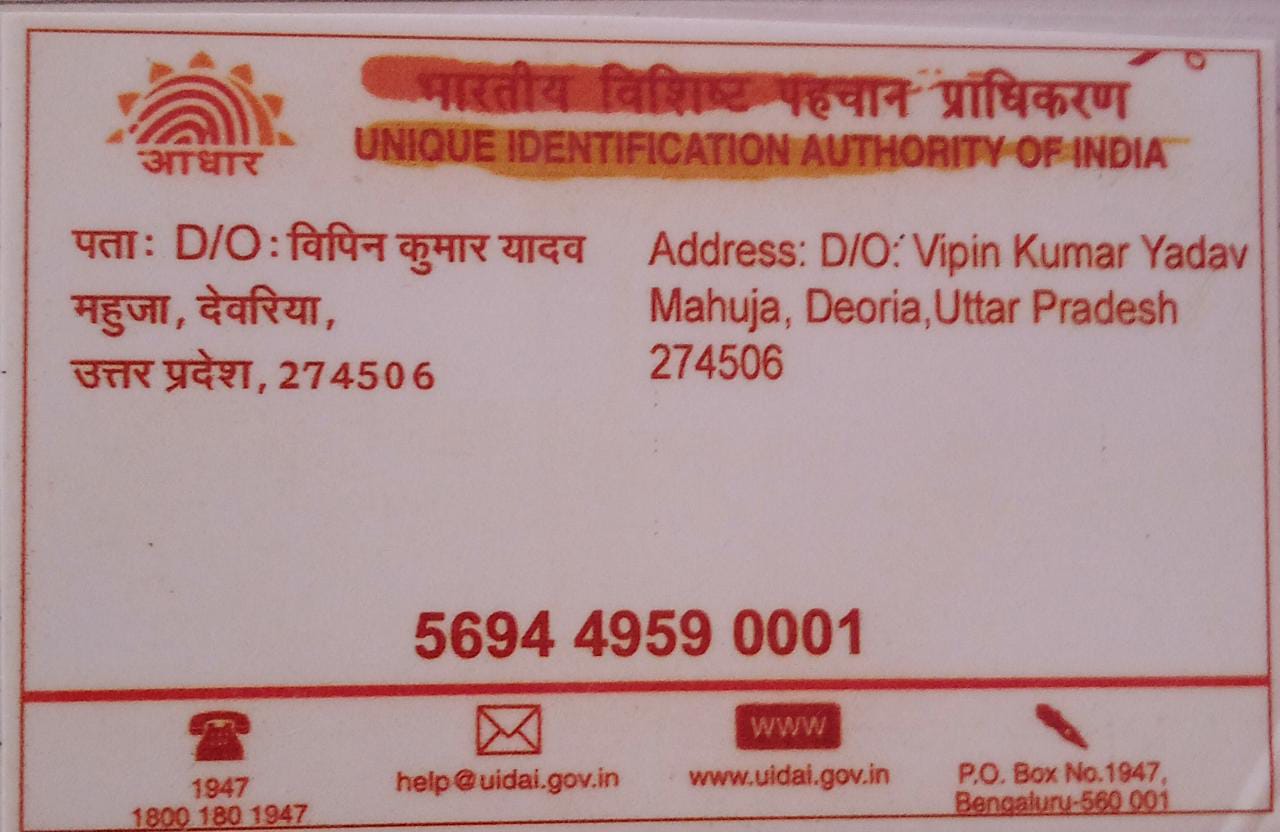 भारतीय विशिष्ट पहचान प्राधिकरण
आधार
UNIQUE IDENTIFICATION AUTHORITY OF INDIA
पता: D/O: विपिन कुमार यादव
महुजा, देवरिया,
उत्तर प्रदेश, 274506
Address: D/O: Vipin Kumar Yadav
Mahuja, Deoria,Uttar Pradesh
274506
5694 4959 0001
1947
1800 180 1947
help@uidai.gov.in
www
www.uidai.gov.in
P.O. Box No.1947,
Bengaluru-560 001